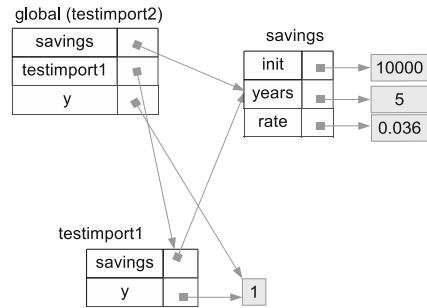 global (testimport2)
savings
testimport1
y
savings
init
10000
years
5
rate
0.036
testimport1
savings
y
1